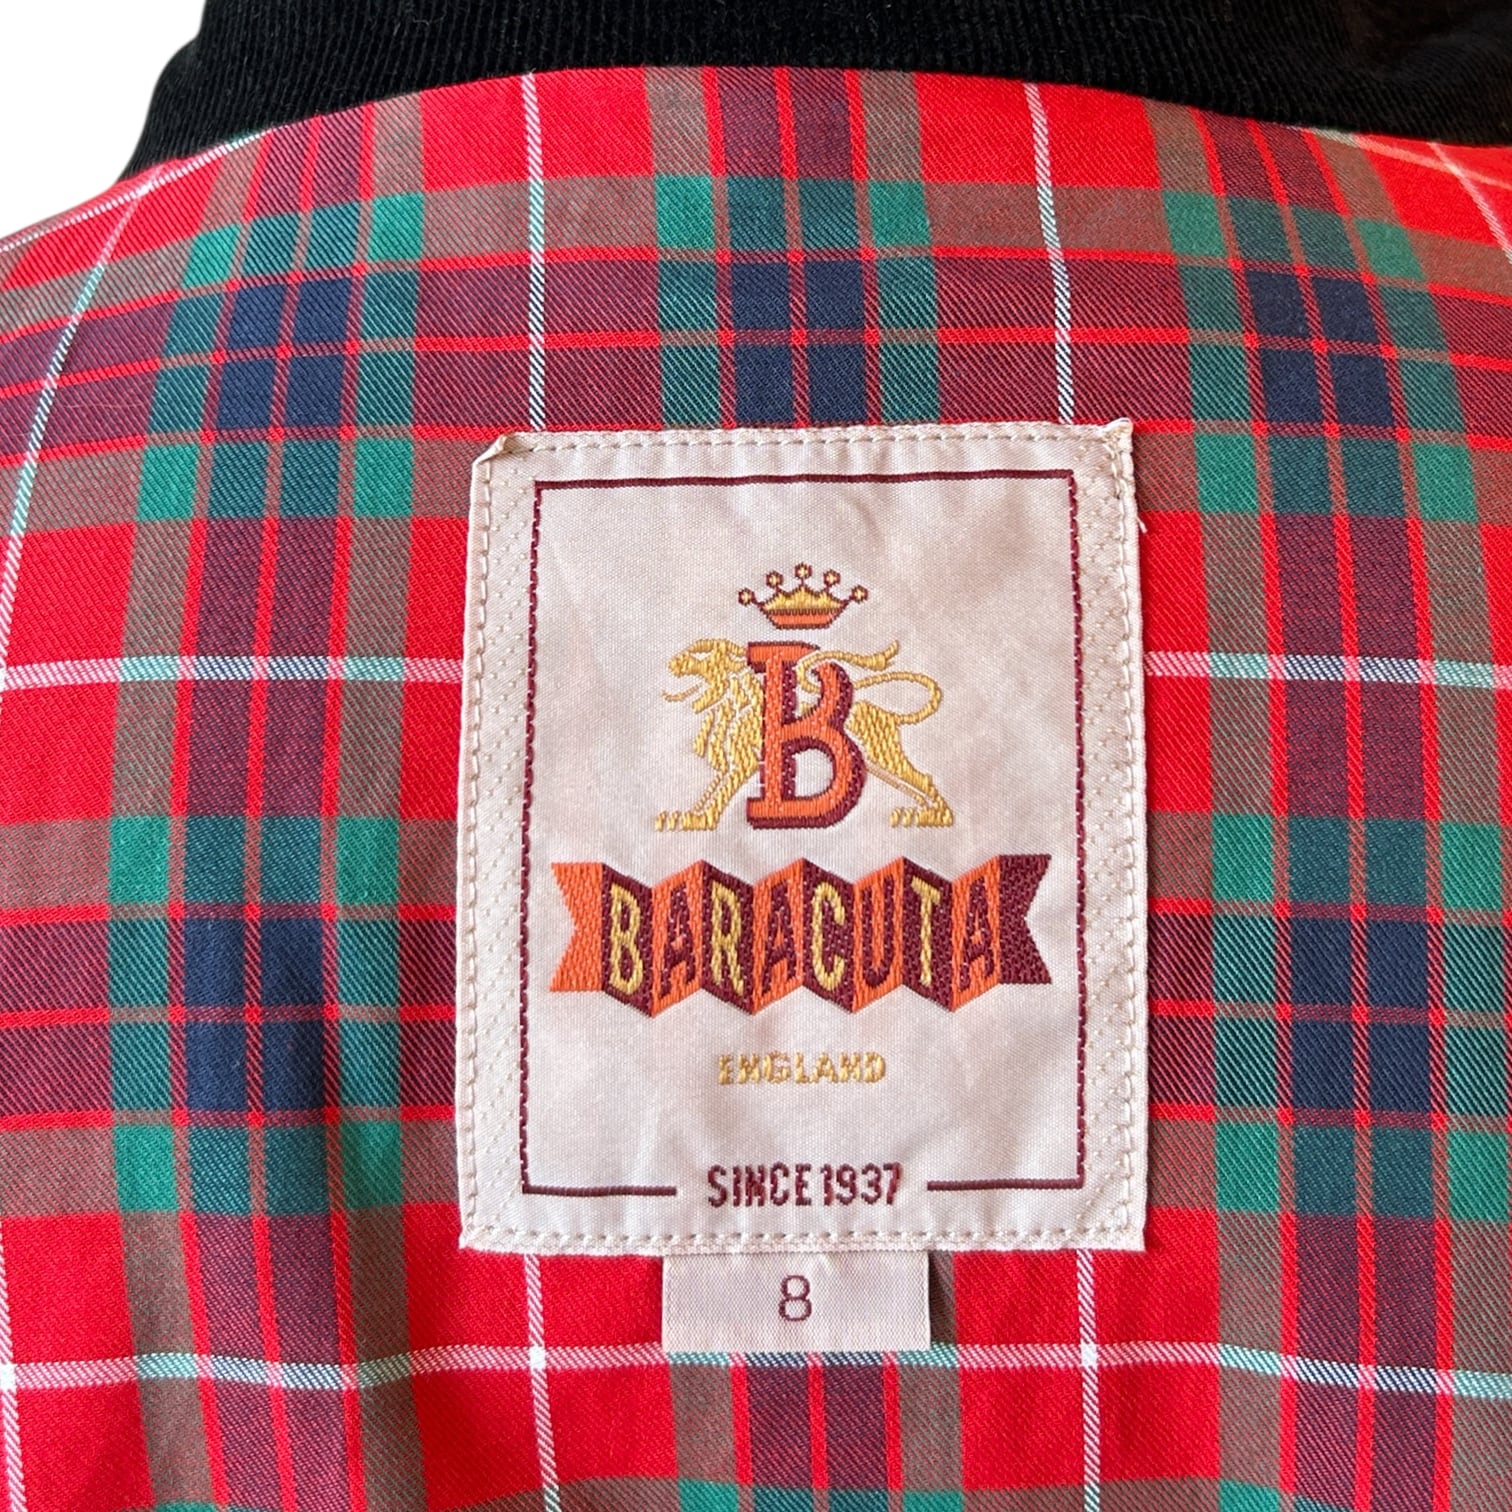 B
BARACUTA
ENGLAND
SINCE 1937
8